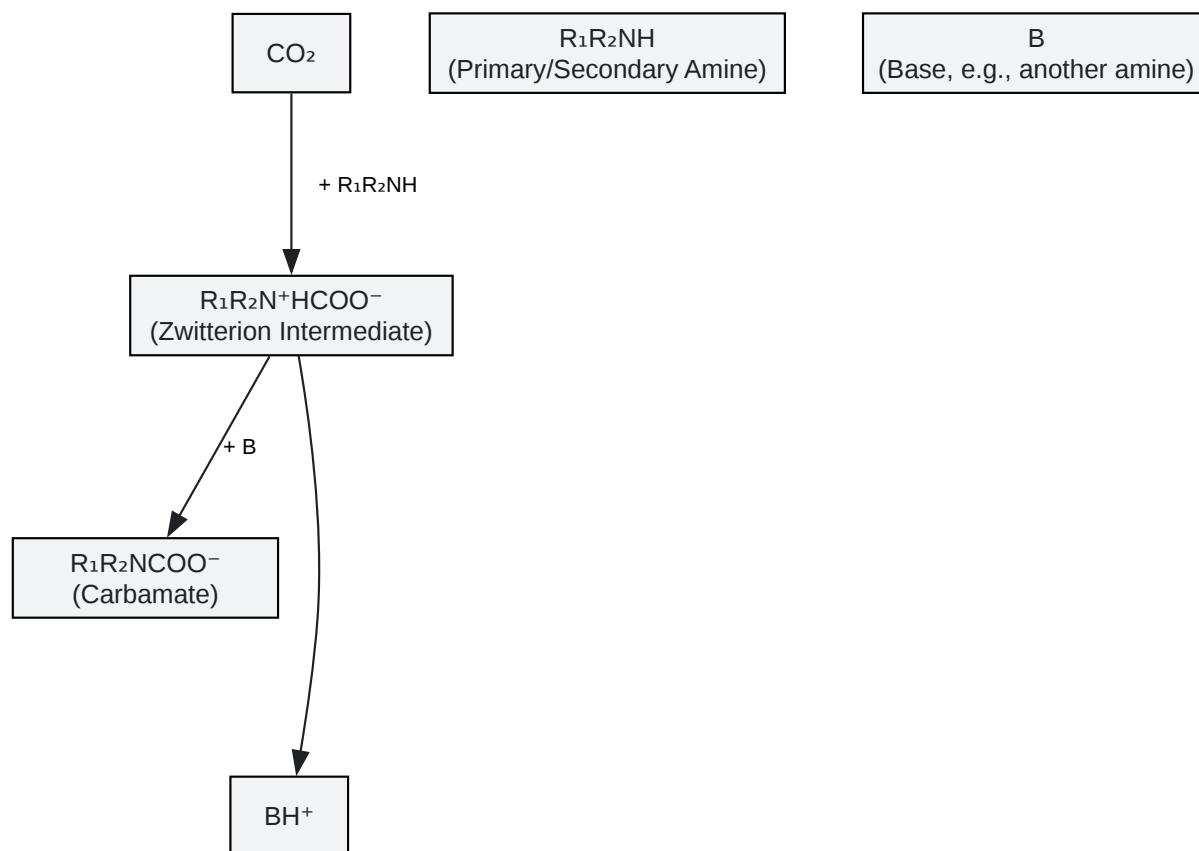 CO₂
R₁R₂NH
(Primary/Secondary Amine)
B
(Base, e.g., another amine)
+ R₁R₂NH
R₁R₂N⁺HCOO⁻
(Zwitterion Intermediate)
+ B
R₁R₂NCOO⁻
(Carbamate)
BH⁺